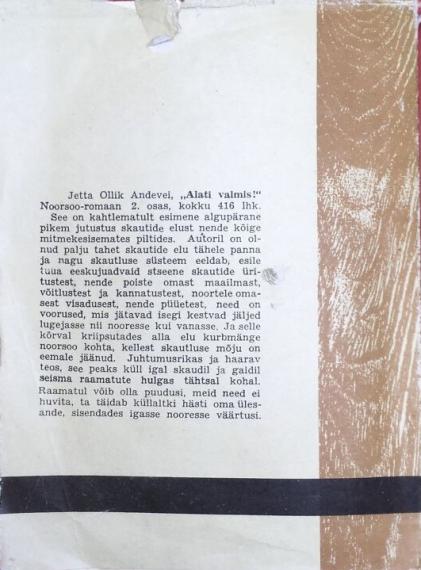 Jetta Ollik Andevei, „Alati valmis!"
Noorsoo-romaan 2. osas, kokku 416 lhk.
See on kahtlematult esimene algupärane
pikem jutustus skautide elust nende kõige
mitmekesisemates piltides. Autoril on ol-
nud palju tahet skautide elu tähele panna
ja nagu skautluse süsteem eeldab, esile
tuua eeskujuadvaid stseene skautide üri-
tustest, nende poiste omast maailmast,
võitlustest ja kannatustest, noortele oma-
sest visadusest, nende püüetest, need on
voorused, mis jätavad isegi kestvad jäljed
lugejasse nii nooresse kui vanasse. Ja selle
kõrval kriipsutades alla elu kurbmänge
noorsoo kohta, kellest skautluse mõju on
eemale jäänud. Juhtumusrikas ja haarav
teos, see peaks küll igal skaudil ja gaidil
seisma raamatute hulgas tähtsal kohal.
Raamatul võib olla puudusi, meid need ei
huvita, ta täidab küllaltki hästi oma üles-
ande, sisendades igasse nooresse väärtusi.